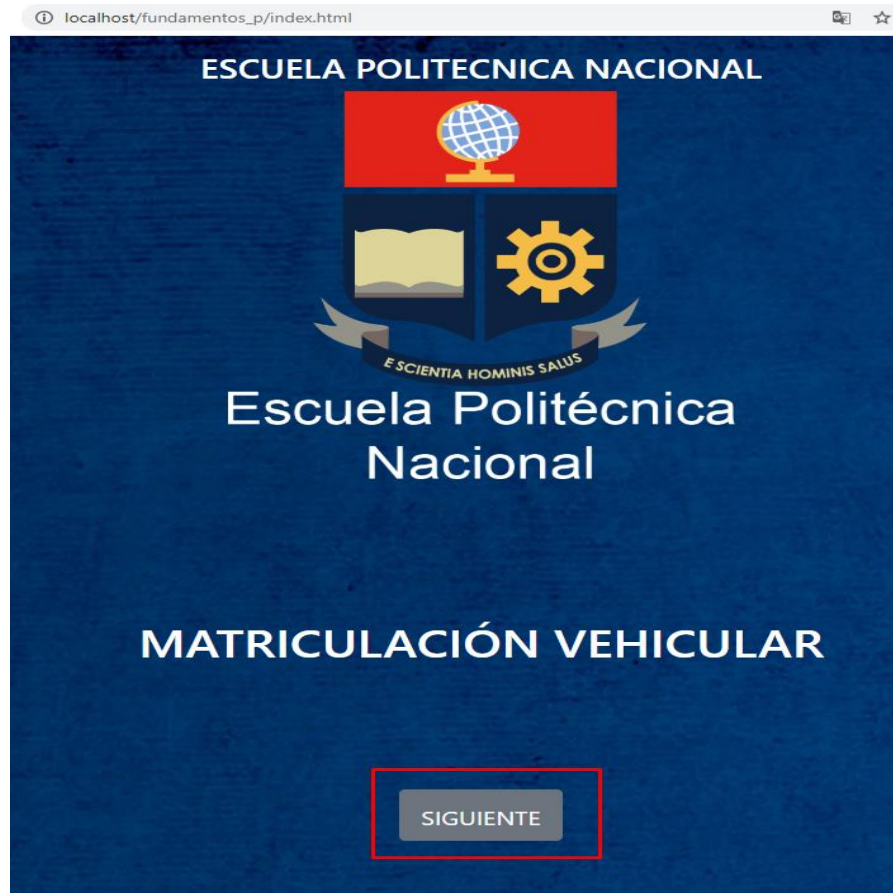 localhost/fundamentos_p/index.html
ESCUELA POLITECNICA NACIONAL
E SCIENTIA HOMINIS SALUS
Escuela Politécnica
Nacional
MATRICULACIÓN VEHICULAR
SIGUIENTE